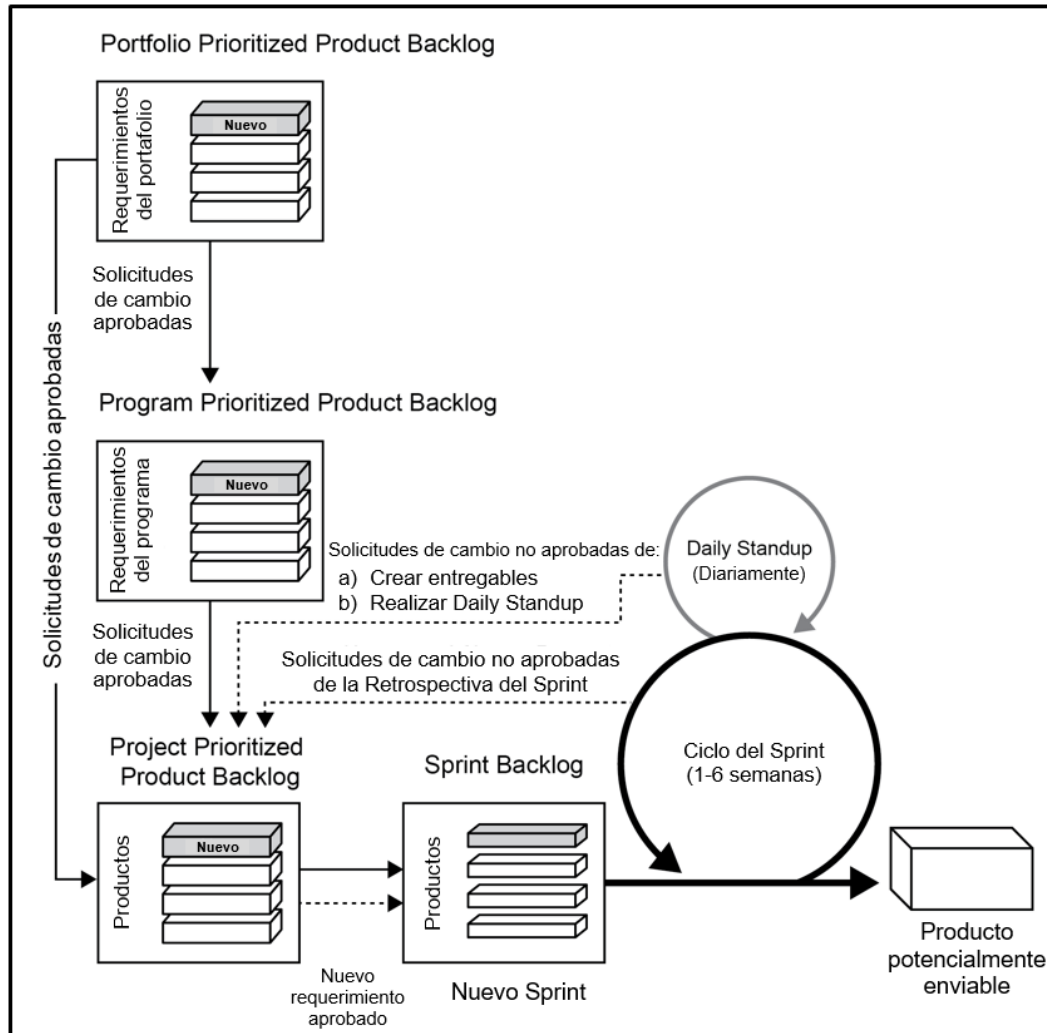 Portfolio Prioritized Product Backlog
Requerimientos
del portafolio
Nuevo
Solicitudes
de cambio
aprobadas
Solicitudes de cambio aprobadas
Program Prioritized Product Backlog
Requerimientos
del programa
Nuevo
Solicitudes de cambio no aprobadas de:
a) Crear entregables
b) Realizar Daily Standup
Daily Standup
(Diariamente)
Solicitudes
de cambio
aprobadas
Solicitudes de cambio no aprobadas
de la Retrospectiva del Sprint
Project Prioritized
Product Backlog
Sprint Backlog
Ciclo del Sprint
(1-6 semanas)
Productos
Nuevo
Productos
Nuevo
requerimiento
aprobado
Nuevo Sprint
Producto
potencialmente
enviable